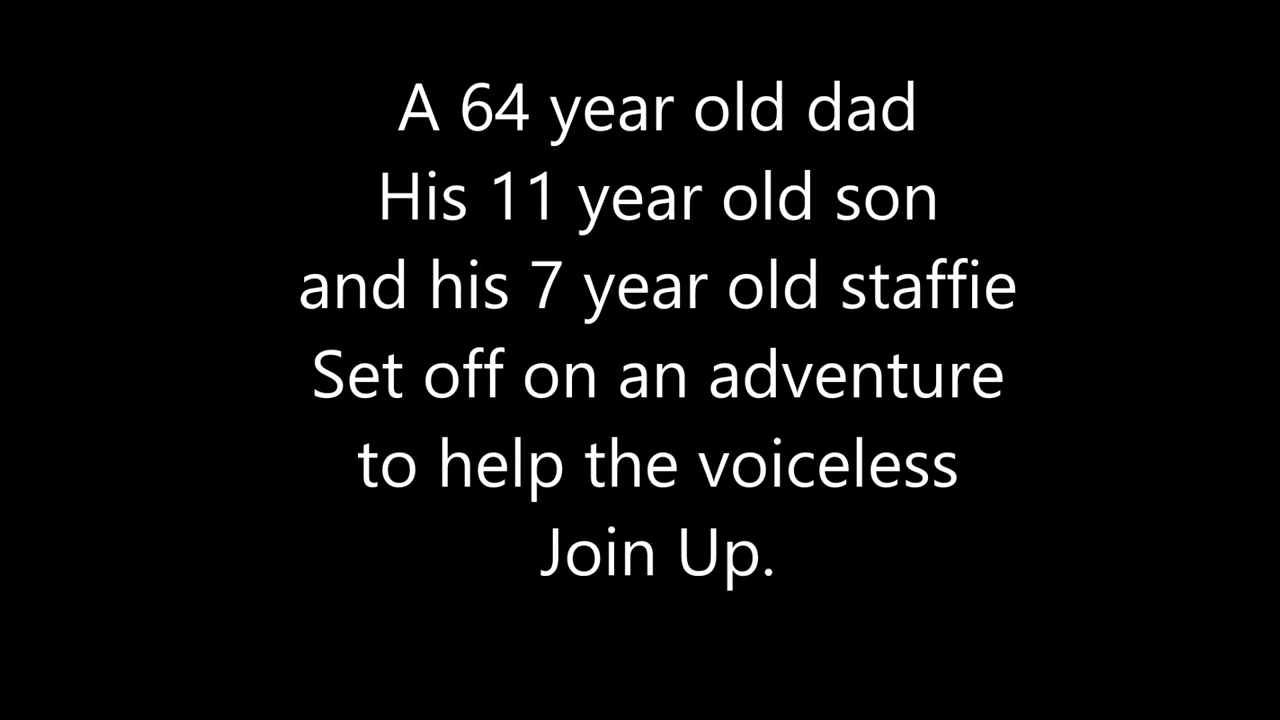 A 64 year old dad
His 11 year old son
and his 7 year old staffie
Set off on an adventure
to help the voiceless
Join Up.